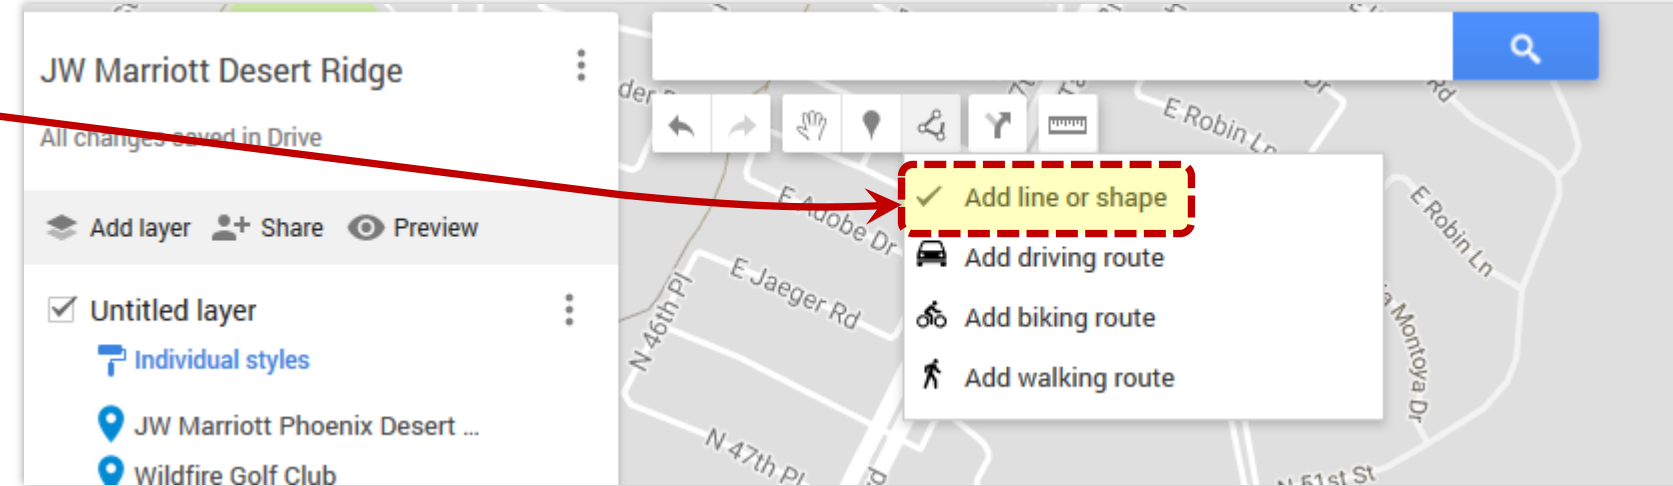 JW Marriott Desert Ridge
All changes saved in Drive
Add layer Share Preview
Untitled layer
Individual styles
JW Marriott Phoenix Desert ...
Wildfire Golf Club
Add line or shape
Add driving route
Add biking route
Add walking route
E Robin Ln
E Robin Ln
E Adobe Dr
E Jaeger Rd
N 46th Pl
N 47th Pl
Montoya Dr
N 51st St
Dr
Rd